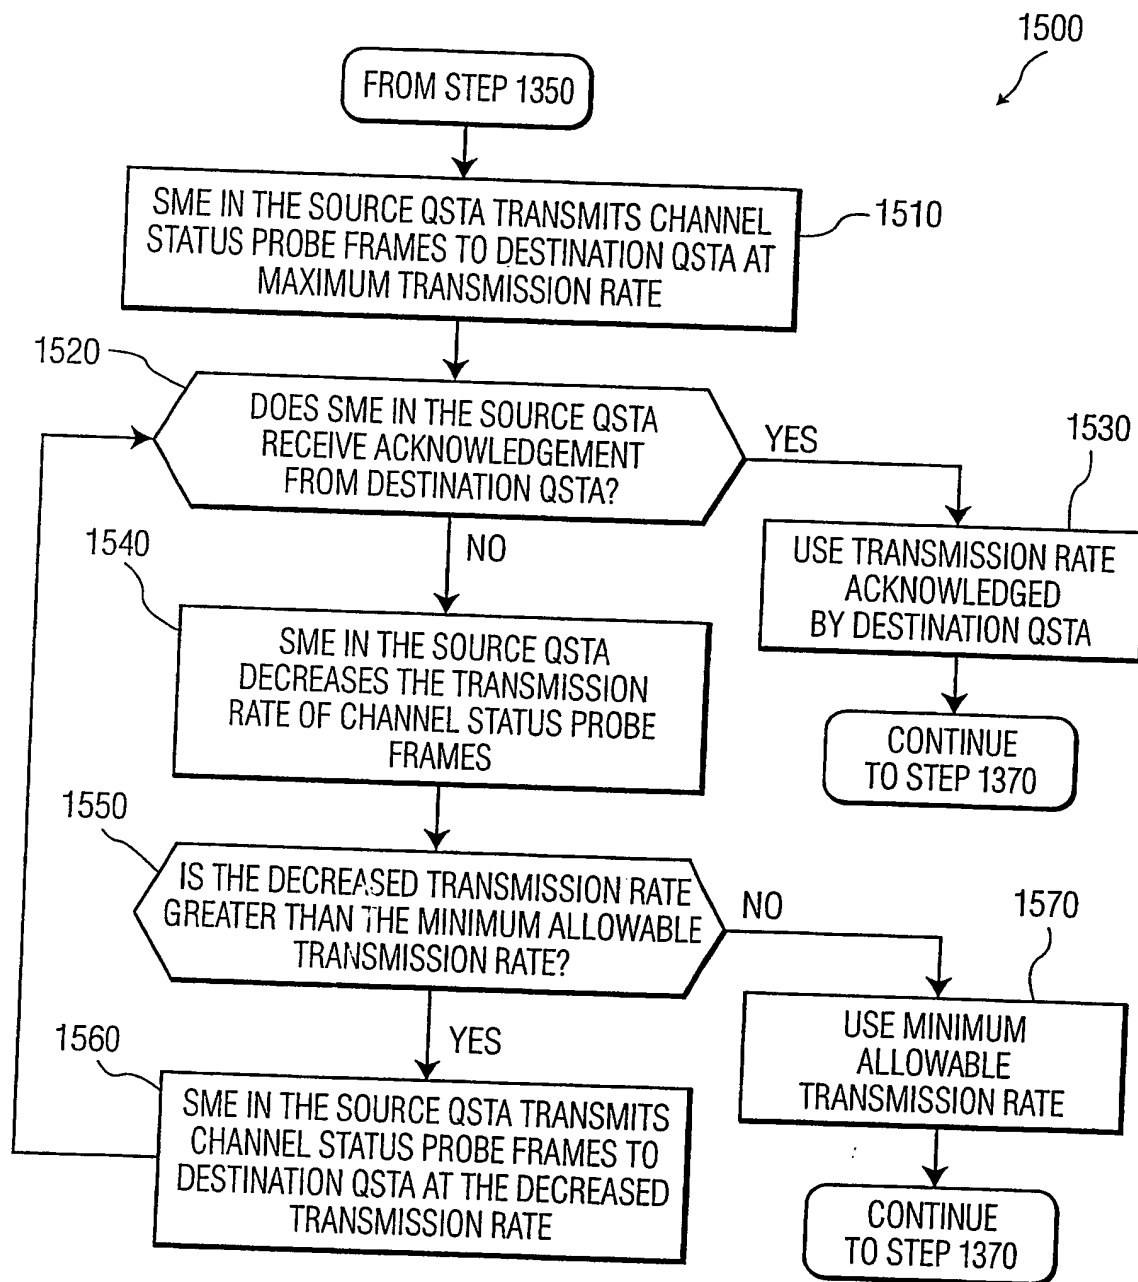 1500
FROM STEP 1350
SME IN THE SOURCE QSTA TRANSMITS CHANNEL
STATUS PROBE FRAMES TO DESTINATION QSTA AT
MAXIMUM TRANSMISSION RATE
1510
1520
DOES SME IN THE SOURCE QSTA
RECEIVE ACKNOWLEDGEMENT
FROM DESTINATION QSTA?
YES
1530
USE TRANSMISSION RATE
ACKNOWLEDGED
BY DESTINATION QSTA
CONTINUE
TO STEP 1370
NO
1540
SME IN THE SOURCE QSTA
DECREASES THE TRANSMISSION
RATE OF CHANNEL STATUS PROBE
FRAMES
1550
IS THE DECREASED TRANSMISSION RATE
GREATER THAN THE MINIMUM ALLOWABLE
TRANSMISSION RATE?
NO
1570
USE MINIMUM
ALLOWABLE
TRANSMISSION RATE
CONTINUE
TO STEP 1370
YES
1560
SME IN THE SOURCE QSTA TRANSMITS
CHANNEL STATUS PROBE FRAMES TO
DESTINATION QSTA AT THE DECREASED
TRANSMISSION RATE